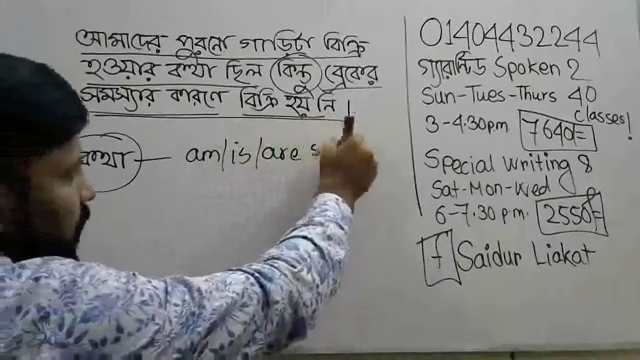 আমাদের পুরনো গাড়িটা বিক্রি
হওয়ার কথা ছিল কিন্তু ব্রেকের
সমস্যার কারণে বিক্রি হয় নি।
কথা — am/is/are s
01404432244
গ্যারান্টিড Spoken 2
Sun-Tues-Thurs 40
classes!
3-4.30pm 7640/=
Special writing 8
Sat-Mon-Wed
6-7.30 p.m. 2550/=
f Saidur Liakat